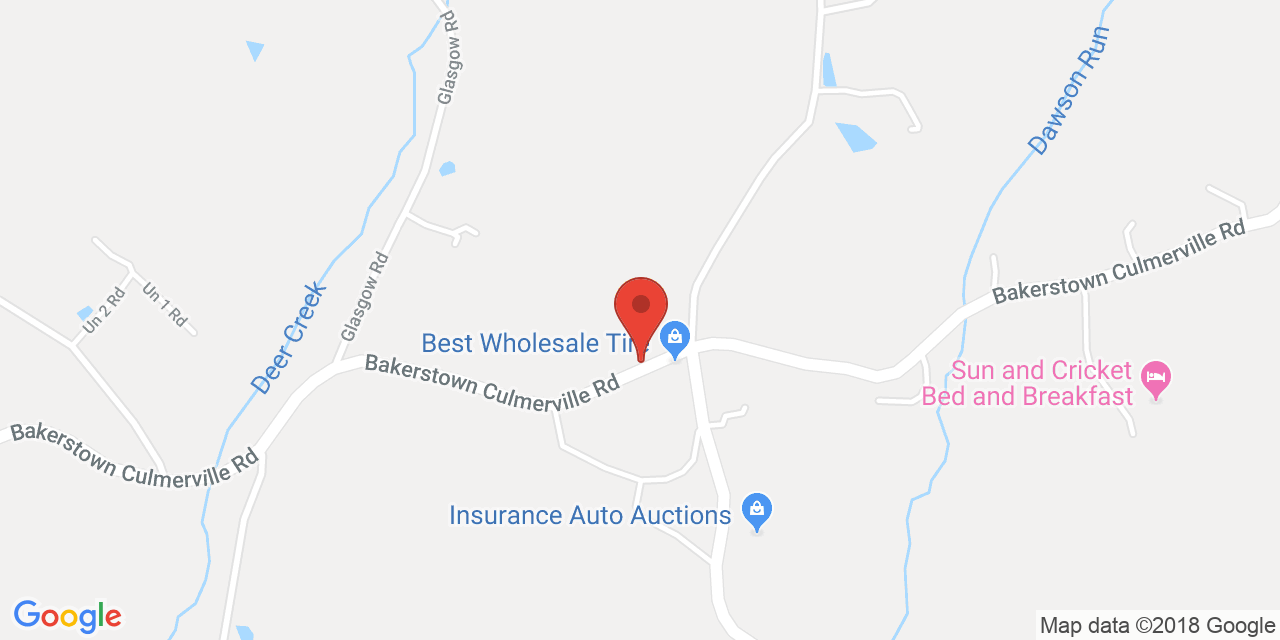 Glasgow Rd
Dawson Run
Bakerstown Culmerville Rd
Glasgow Rd
Un 1 Rd
Un 2 Rd
Deer Creek
Best Wholesale Tire
Bakerstown Culmerville Rd
Sun and Cricket
Bed and Breakfast
Bakerstown Culmerville Rd
Insurance Auto Auctions
Google
Map data ©2018 Google